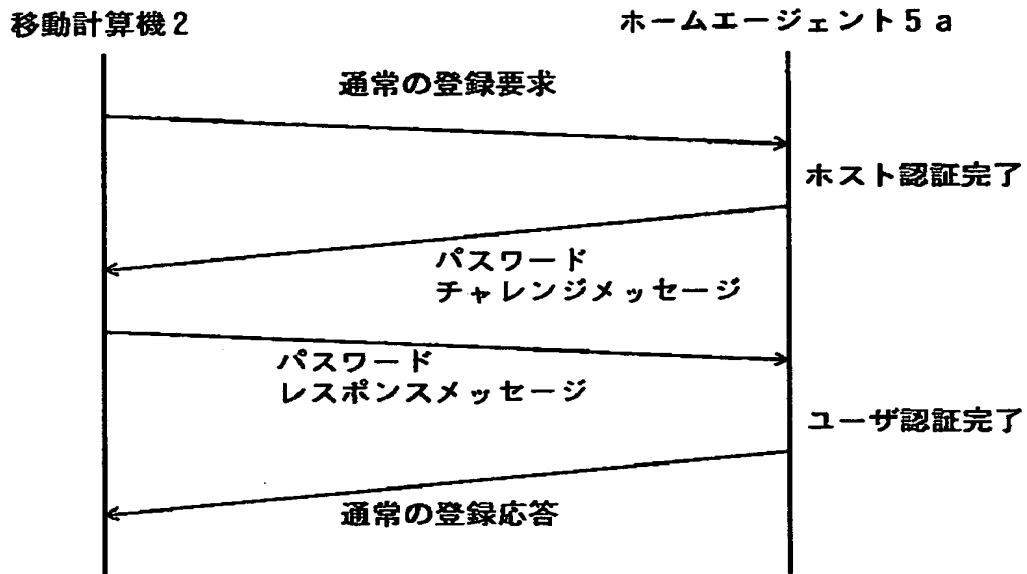 移動計算機2
ホームエージェント5a
通常の登録要求
ホスト認証完了
パスワード
チャレンジメッセージ
パスワード
レスポンスメッセージ
ユーザ認証完了
通常の登録応答